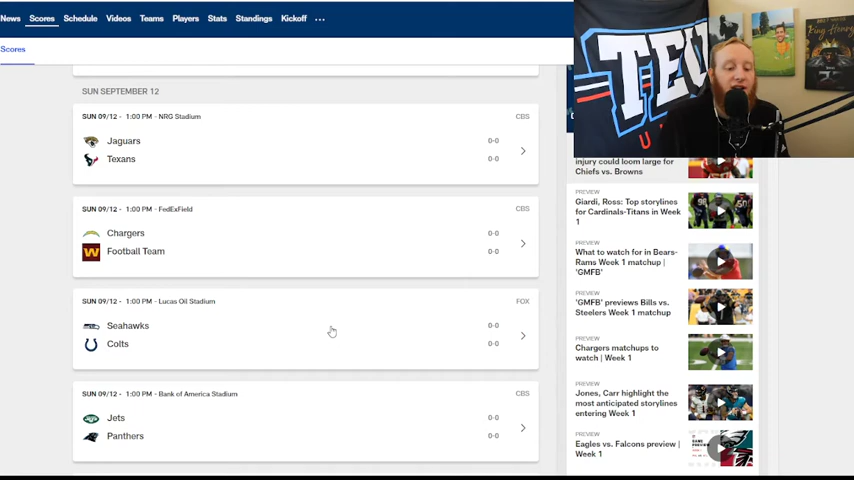 News Scores Schedule Videos Teams Players Stats Standings Kickoff ...
Scores
SUN SEPTEMBER 12
SUN 09/12 - 1:00 PM - NRG Stadium CBS
Jaguars 0-0
Texans 0-0
SUN 09/12 - 1:00 PM - FedExField CBS
Chargers 0-0
W Football Team 0-0
SUN 09/12 - 1:00 PM - Lucas Oil Stadium FOX
Seahawks 0-0
Colts 0-0
SUN 09/12 - 1:00 PM - Bank of America Stadium CBS
Jets 0-0
Panthers 0-0
King Henry
injury could loom large for
Chiefs vs. Browns
PREVIEW
Giardi, Ross: Top storylines
for Cardinals-Titans in Week
1
PREVIEW
What to watch for in Bears-
Rams Week 1 matchup |
'GMFB'
PREVIEW
'GMFB' previews Bills vs.
Steelers Week 1 matchup
PREVIEW
Chargers matchups to
watch | Week 1
PREVIEW
Jones, Carr highlight the
most anticipated storylines
entering Week 1
PREVIEW
Eagles vs. Falcons preview |
Week 1